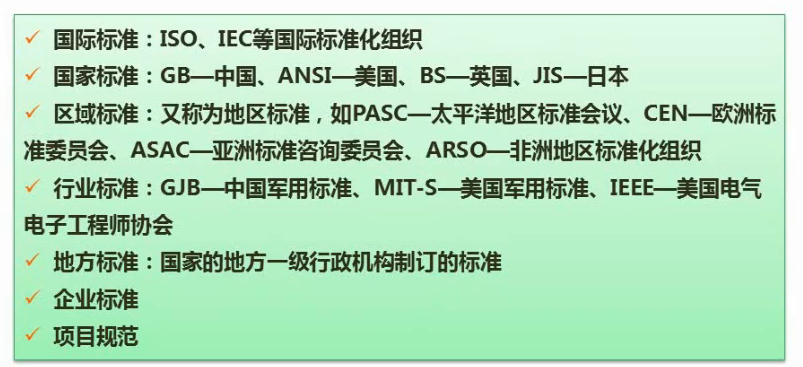 ✓ 国际标准：ISO、IEC等国际标准化组织
✓ 国家标准：GB—中国、ANSI—美国、BS—英国、JIS—日本
✓ 区域标准：又称为地区标准，如PASC—太平洋地区标准会议、CEN—欧洲标
准委员会、ASAC—亚洲标准咨询委员会、ARSO—非洲地区标准化组织
✓ 行业标准：GJB—中国军用标准、MIT-S—美国军用标准、IEEE—美国电气
电子工程师协会
✓ 地方标准：国家的地方一级行政机构制订的标准
✓ 企业标准
✓ 项目规范